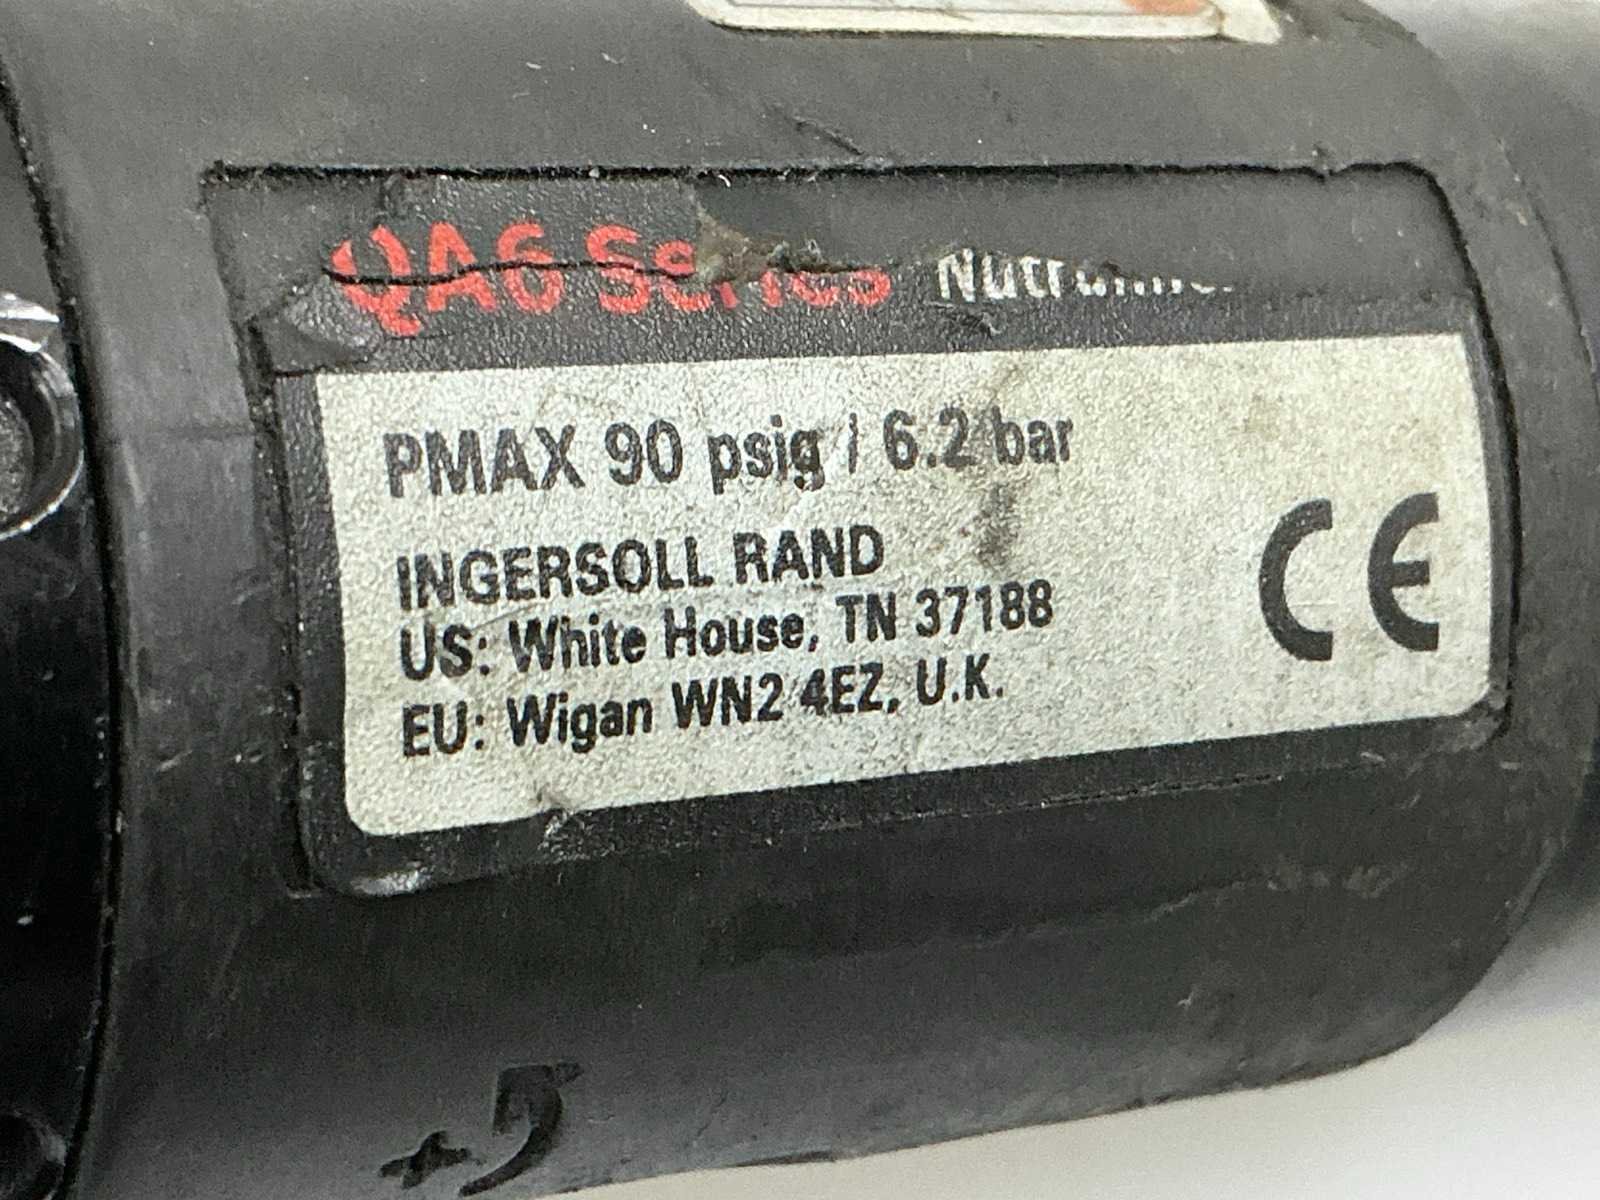 QA6 Series Nutrunner
PMAX 90 psig / 6.2 bar
INGERSOLL RAND
US: White House, TN 37188
EU: Wigan WN2 4EZ, U.K.
CE
+